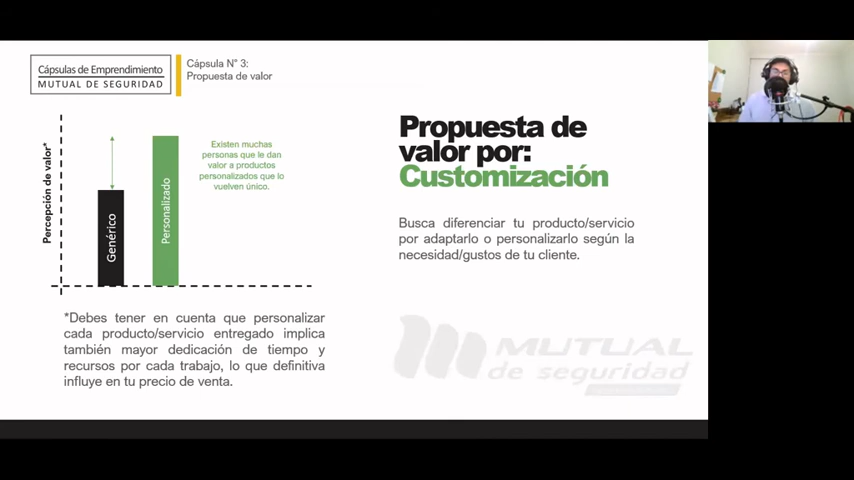 Cápsulas de Emprendimiento
MUTUAL DE SEGURIDAD
Cápsula N° 3:
Propuesta de valor
Percepción de valor*
Genérico
Personalizado
Existen muchas
personas que le dan
valor a productos
personalizados que lo
vuelven único.
*Debes tener en cuenta que personalizar
cada producto/servicio entregado implica
también mayor dedicación de tiempo y
recursos por cada trabajo, lo que definitiva
influye en tu precio de venta.
Propuesta de
valor por:
Customización
Busca diferenciar tu producto/servicio
por adaptarlo o personalizarlo según la
necesidad/gustos de tu cliente.
MUTUAL
de seguridad